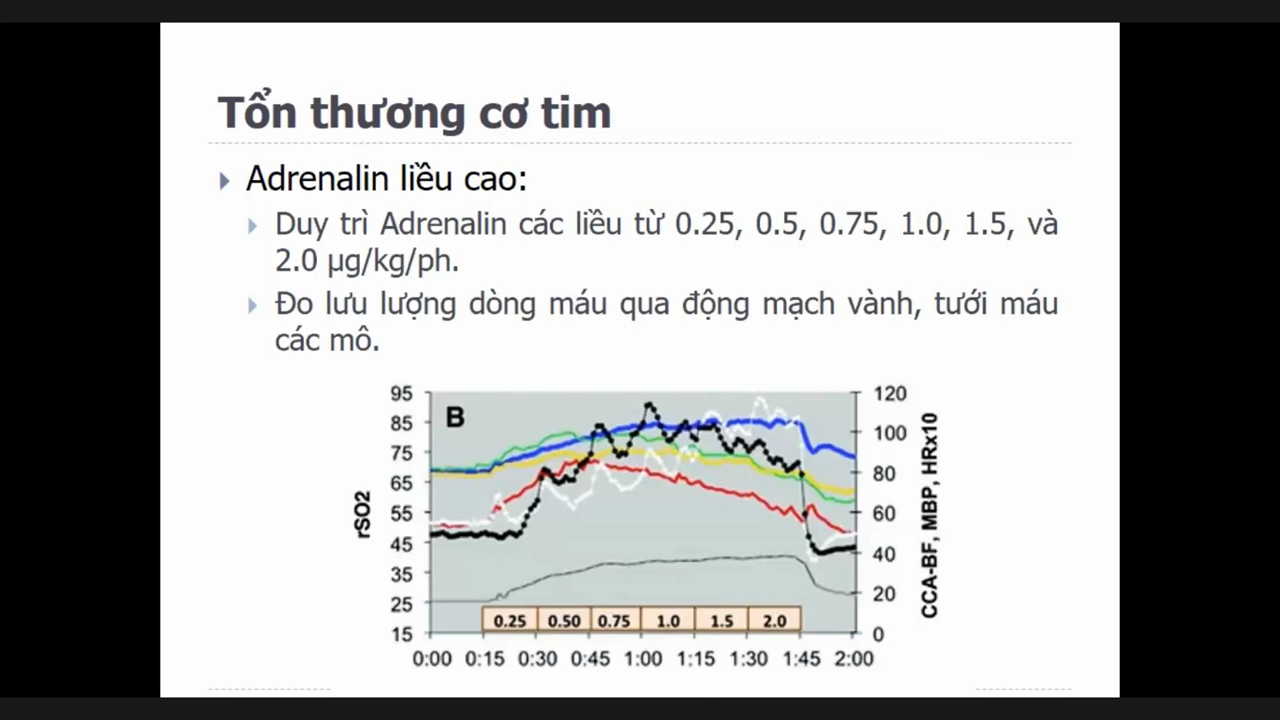 Tổn thương cơ tim
Adrenalin liều cao:
Duy trì Adrenalin các liều từ 0.25, 0.5, 0.75, 1.0, 1.5, và
2.0 µg/kg/ph.
Đo lưu lượng dòng máu qua động mạch vành, tưới máu
các mô.
B
rSO2
95
85
75
65
55
45
35
25
15
120
100
80
60
40
20
0
CCA-BF, MBP, HRx10
0.25 0.50 0.75 1.0 1.5 2.0
0:00 0:15 0:30 0:45 1:00 1:15 1:30 1:45 2:00